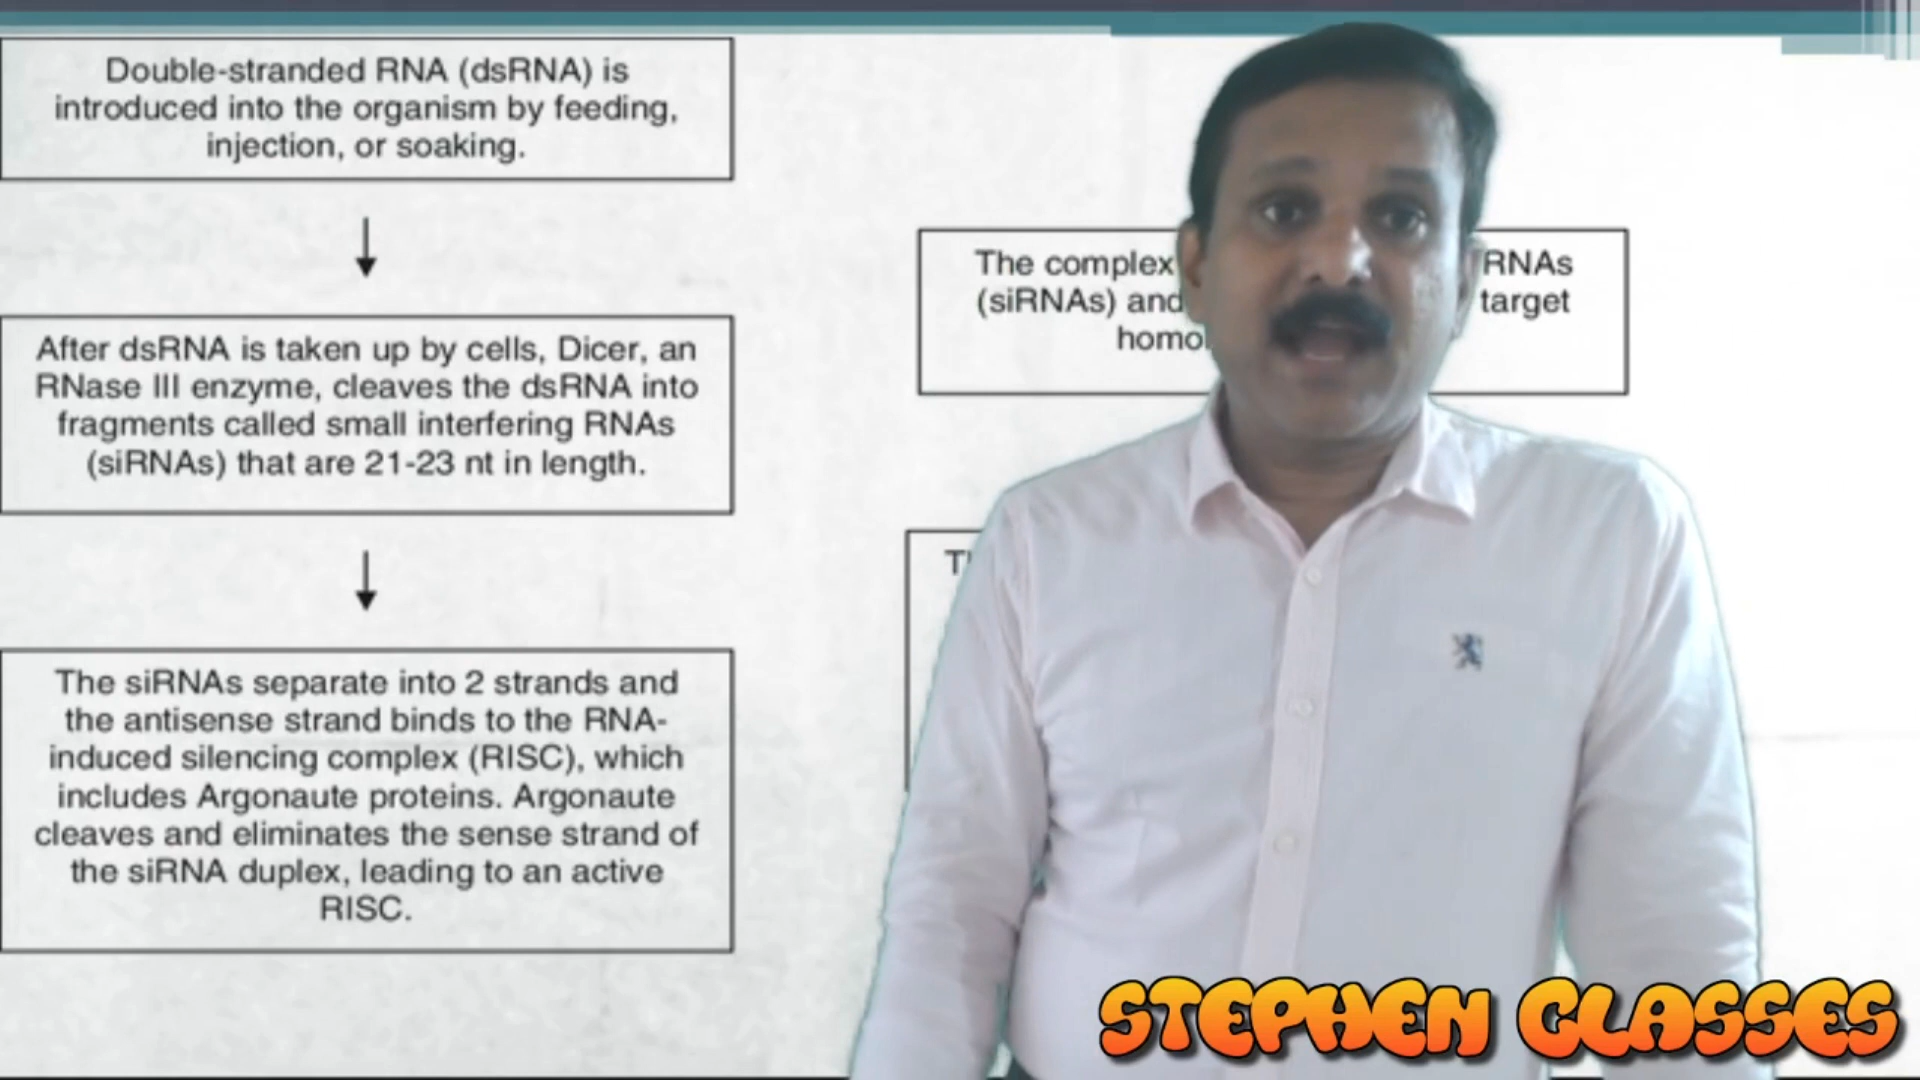 Double-stranded RNA (dsRNA) is
introduced into the organism by feeding,
injection, or soaking.
After dsRNA is taken up by cells, Dicer, an
RNase III enzyme, cleaves the dsRNA into
fragments called small interfering RNAs
(siRNAs) that are 21-23 nt in length.
The siRNAs separate into 2 strands and
the antisense strand binds to the RNA-
induced silencing complex (RISC), which
includes Argonaute proteins. Argonaute
cleaves and eliminates the sense strand of
the siRNA duplex, leading to an active
RISC.
The complex RNAs
(siRNAs) and target
STEPHEN CLASSES